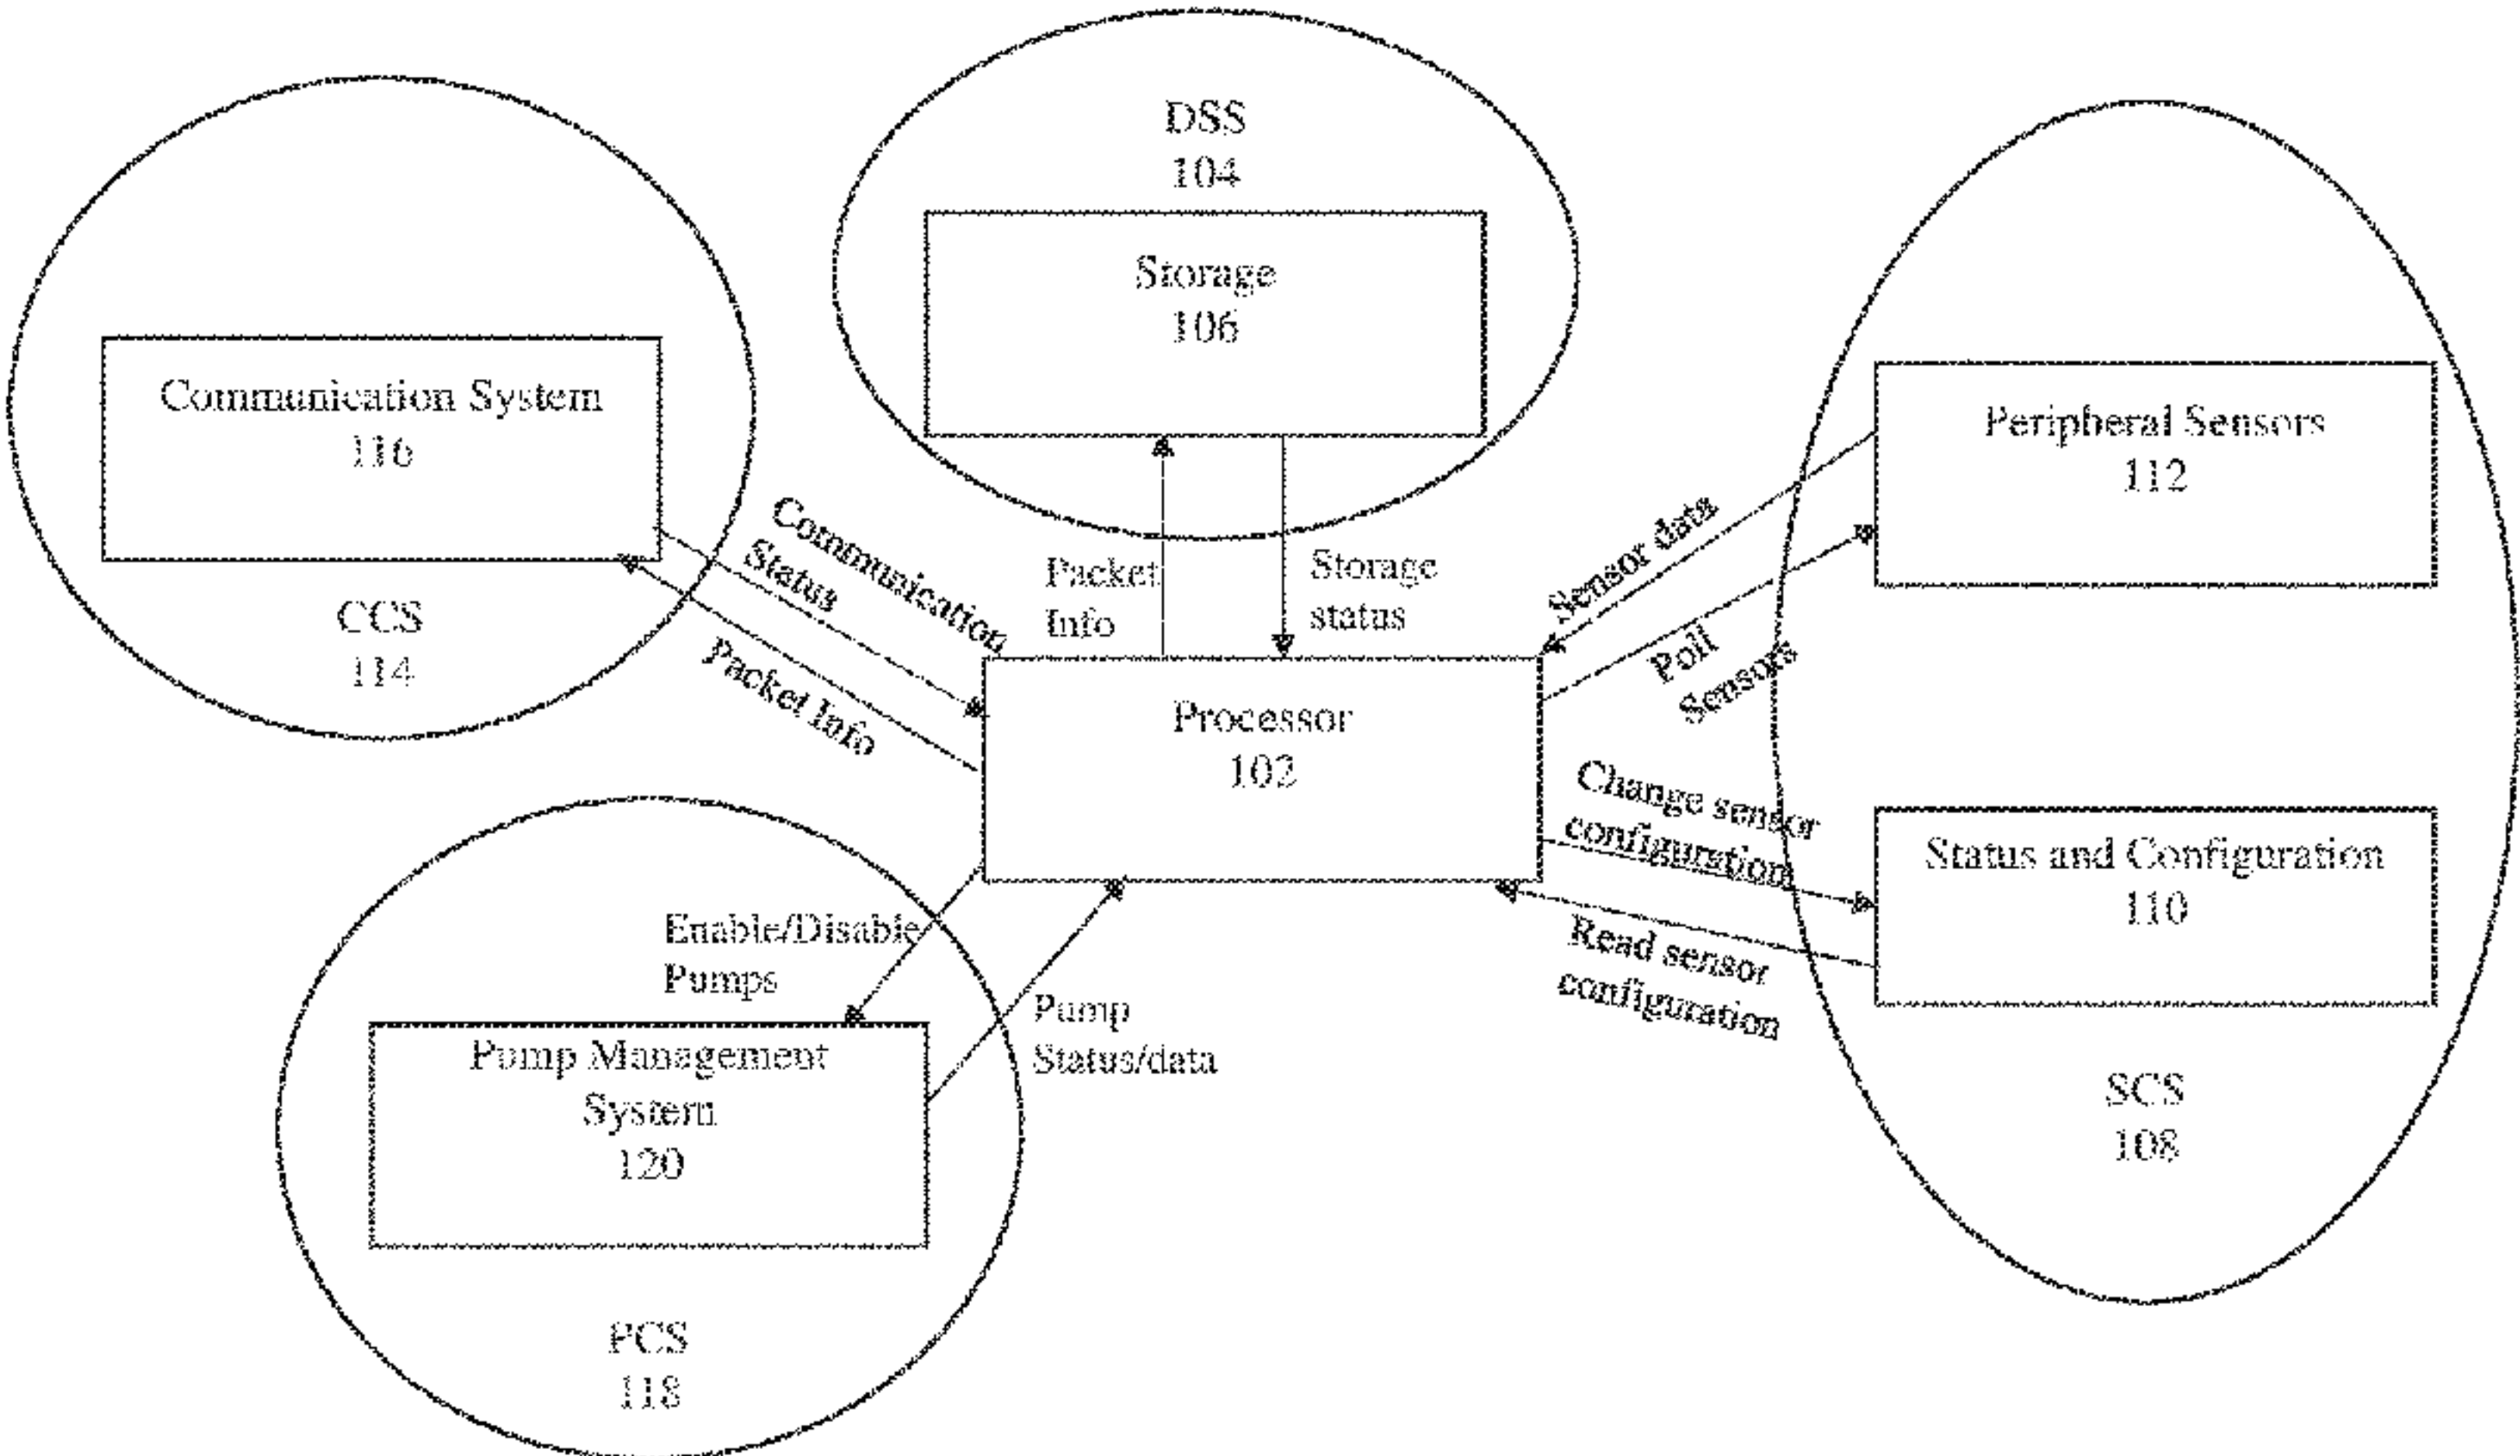 DSS
104
Storage
106
Communication System
116
CCS
114
Peripheral Sensors
112
Communication
Status
Packet Info
Packet
Info
Storage
status
Sensor data
Poll
Sensors
Processor
102
Change sensor
configuration
Read sensor
configuration
Status and Configuration
110
SCS
108
Enable/Disable
Pumps
Pump
Status/data
Pump Management
System
120
PCS
118